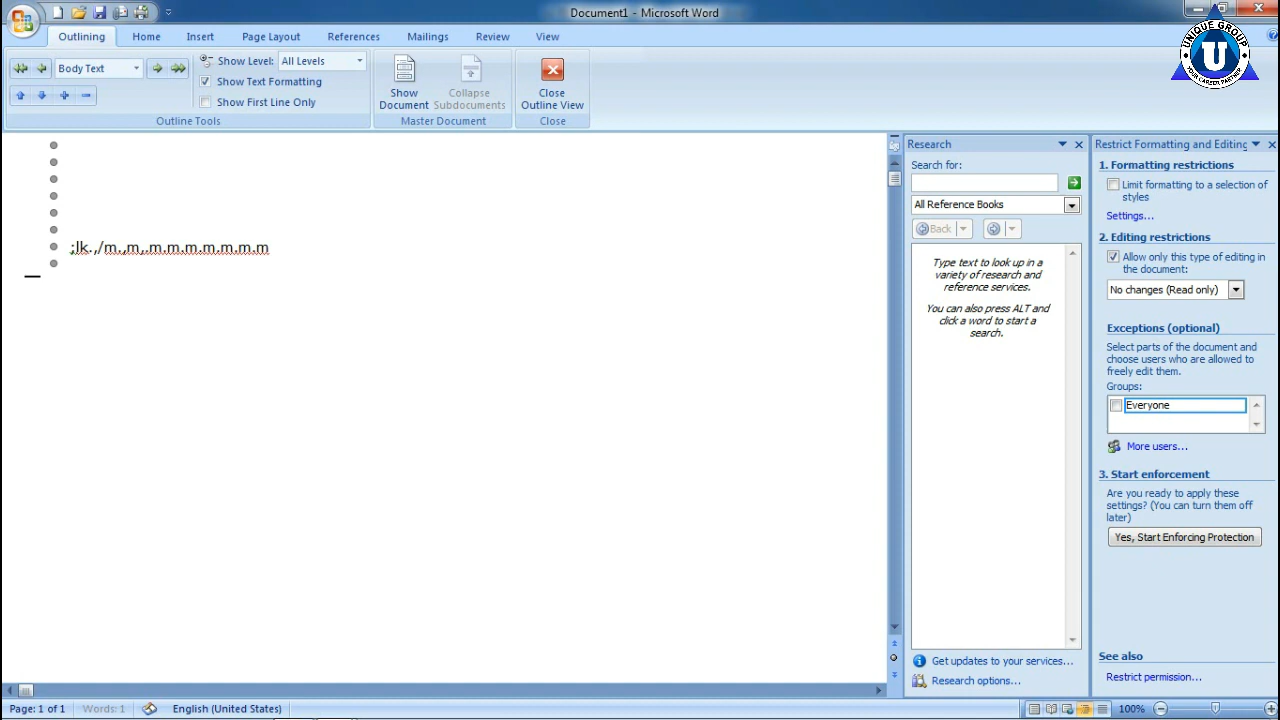 Document1 - Microsoft Word
Outlining Home Insert Page Layout References Mailings Review View
UNIQUE GROUP
U
YOUR CAREER PARTNER
Body Text
Show Level: All Levels
Show Text Formatting
Show First Line Only
Outline Tools
Show Document
Collapse Subdocuments
Master Document
Close Outline View
Close
;lk.,/m.,m,.m.m.m.m.m.m.m
Research
Search for:
All Reference Books
Back
Type text to look up in a
variety of research and
reference services.
You can also press ALT and
click a word to start a
search.
Get updates to your services...
Research options...
Restrict Formatting and Editing
1. Formatting restrictions
Limit formatting to a selection of
styles
Settings...
2. Editing restrictions
Allow only this type of editing in
the document:
No changes (Read only)
Exceptions (optional)
Select parts of the document and
choose users who are allowed to
freely edit them.
Groups:
Everyone
More users...
3. Start enforcement
Are you ready to apply these
settings? (You can turn them off
later)
Yes, Start Enforcing Protection
See also
Restrict permission...
Page: 1 of 1 Words: 1 English (United States) 100%